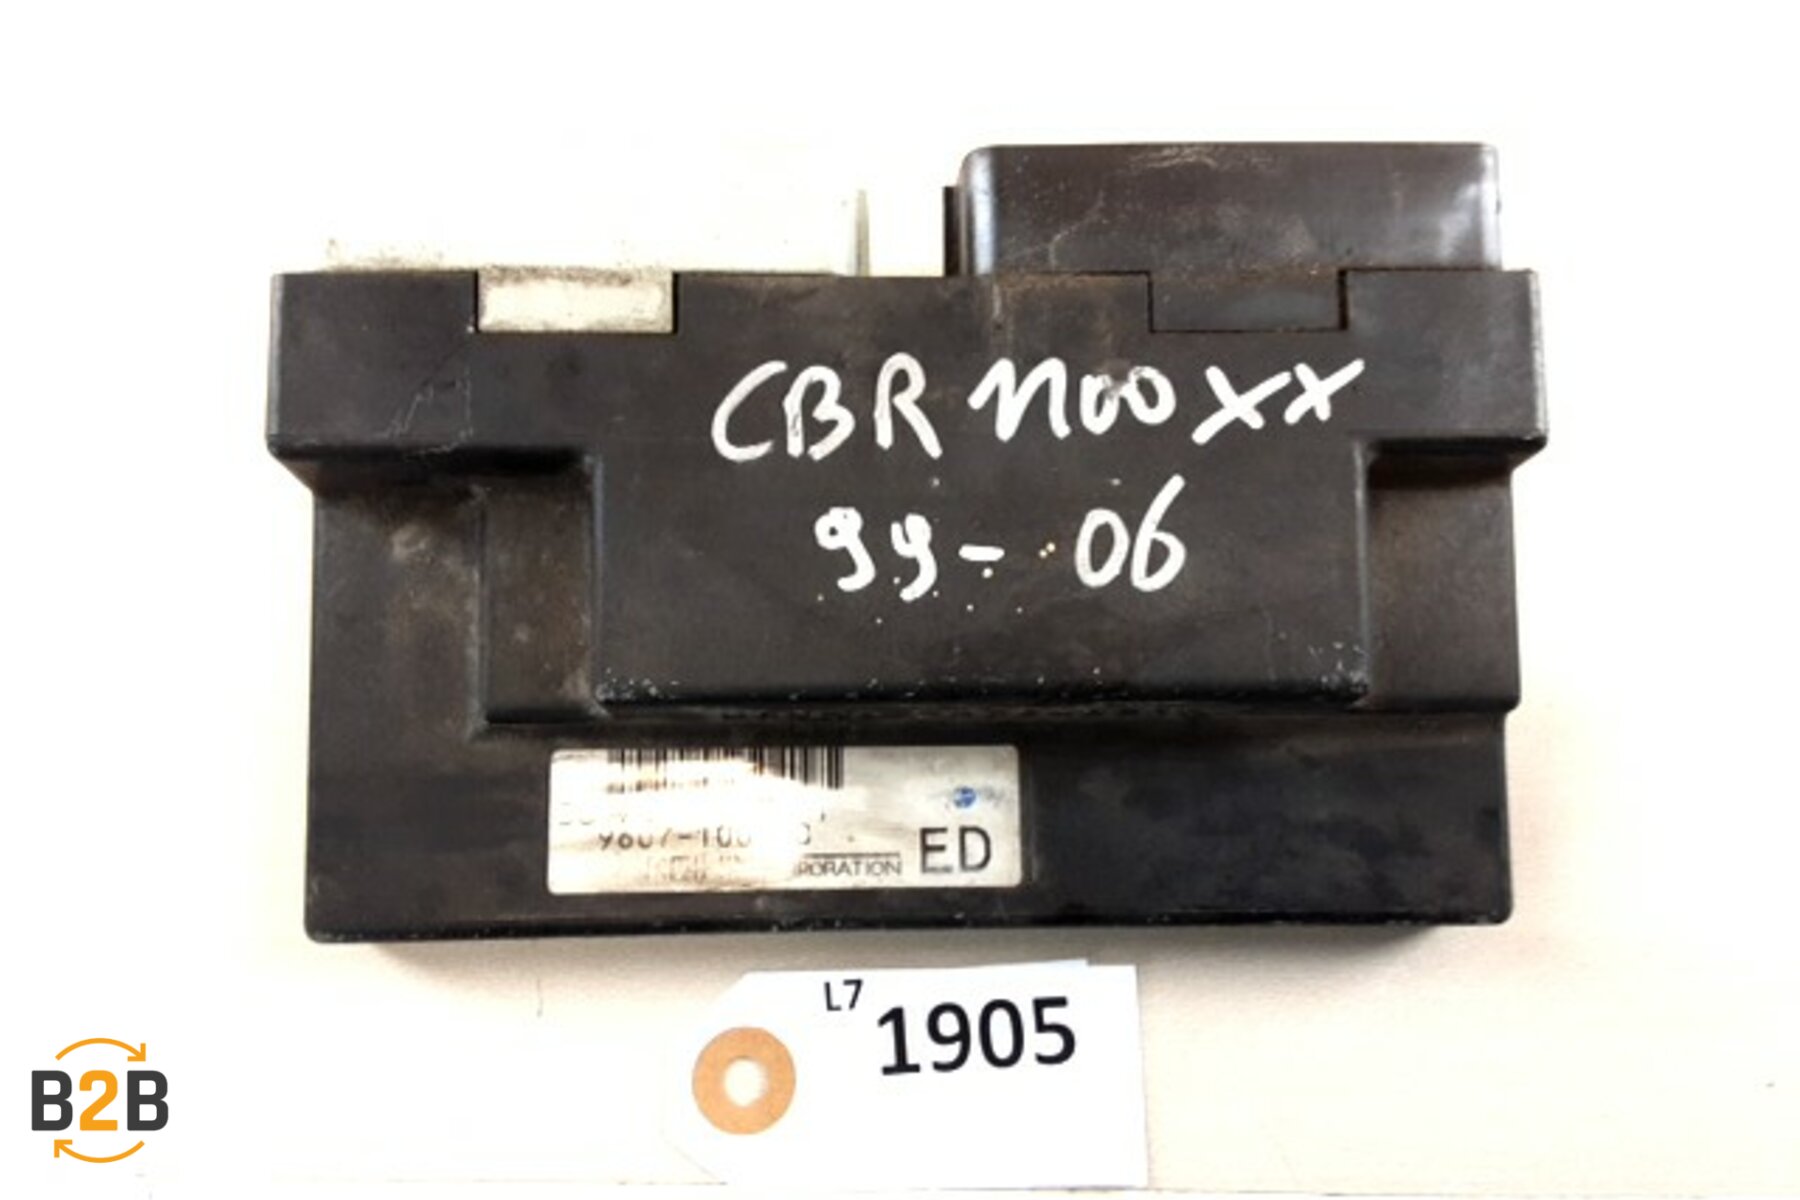 CBR 1100 XX
99-06
ED
L7
1905
B2B